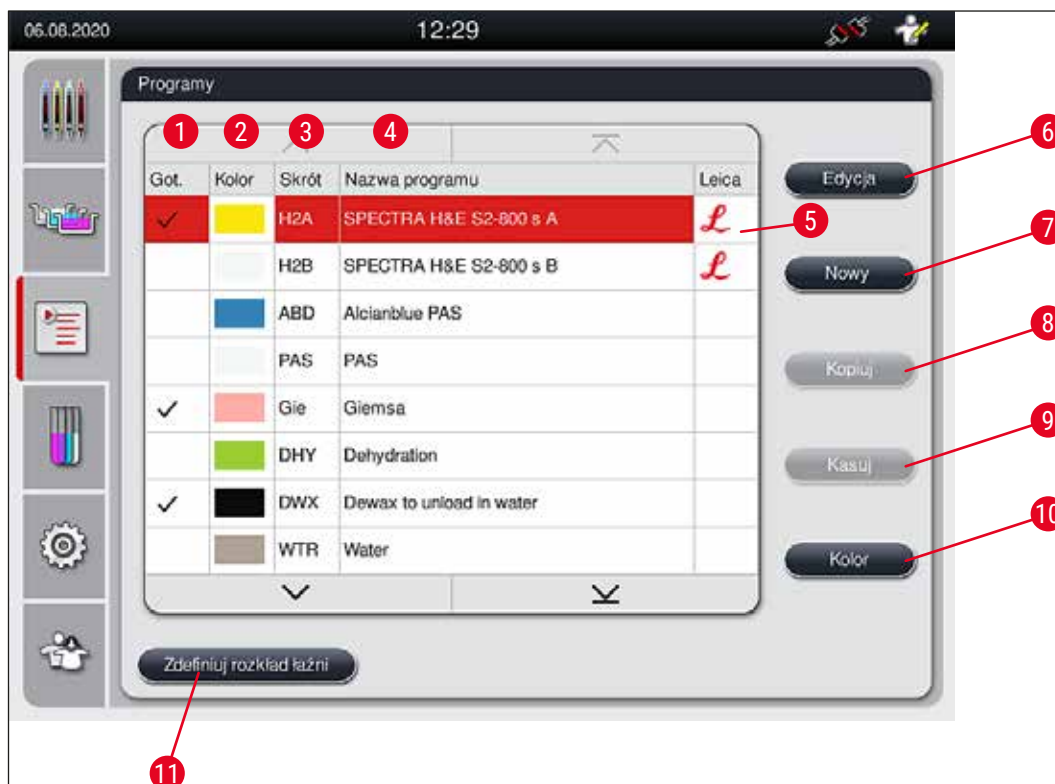 06.08.2020 12:29
Programy
1 2 3 4
6
Got. Kolor Skrót Nazwa programu Leica Edycja
H2A SPECTRA H&E S2-800 s A L 5
7
H2B SPECTRA H&E S2-800 s B L Nowy
ABD Alcianblue PAS
8
PAS PAS Kopiuj
Gie Giemsa
9
DHY Dehydration Kasuj
DWX Dewax to unload in water
10
WTR Water Kolor
Zdefiniuj rozkład łaźni
11